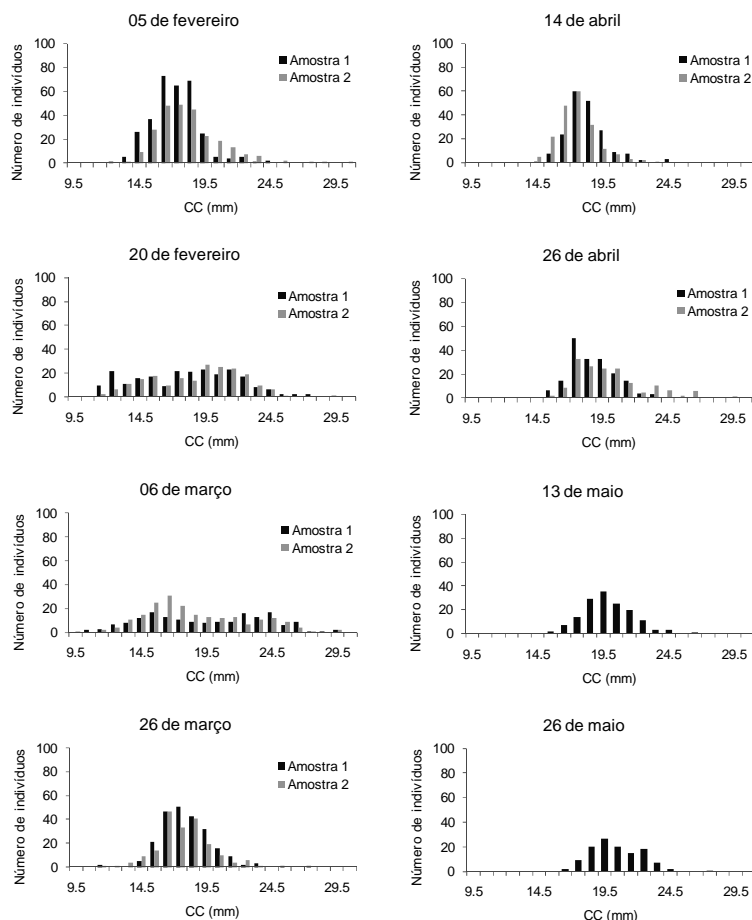 05 de fevereiro
Número de indivíduos
100
80
60
40
20
0
Amostra 1
Amostra 2
9.5 14.5 19.5 24.5 29.5
CC (mm)
14 de abril
Número de indivíduos
100
80
60
40
20
0
Amostra 1
Amostra 2
9.5 14.5 19.5 24.5 29.5
CC (mm)
20 de fevereiro
Número de indivíduos
100
80
60
40
20
0
Amostra 1
Amostra 2
9.5 14.5 19.5 24.5 29.5
CC (mm)
26 de abril
Número de indivíduos
100
80
60
40
20
0
Amostra 1
Amostra 2
9.5 14.5 19.5 24.5 29.5
CC (mm)
06 de março
Número de indivíduos
100
80
60
40
20
0
Amostra 1
Amostra 2
9.5 14.5 19.5 24.5 29.5
CC (mm)
13 de maio
Número de indivíduos
100
80
60
40
20
0
9.5 14.5 19.5 24.5 29.5
CC (mm)
26 de março
Número de indivíduos
100
80
60
40
20
0
Amostra 1
Amostra 2
9.5 14.5 19.5 24.5 29.5
CC (mm)
26 de maio
Número de indivíduos
100
80
60
40
20
0
9.5 14.5 19.5 24.5 29.5
CC (mm)